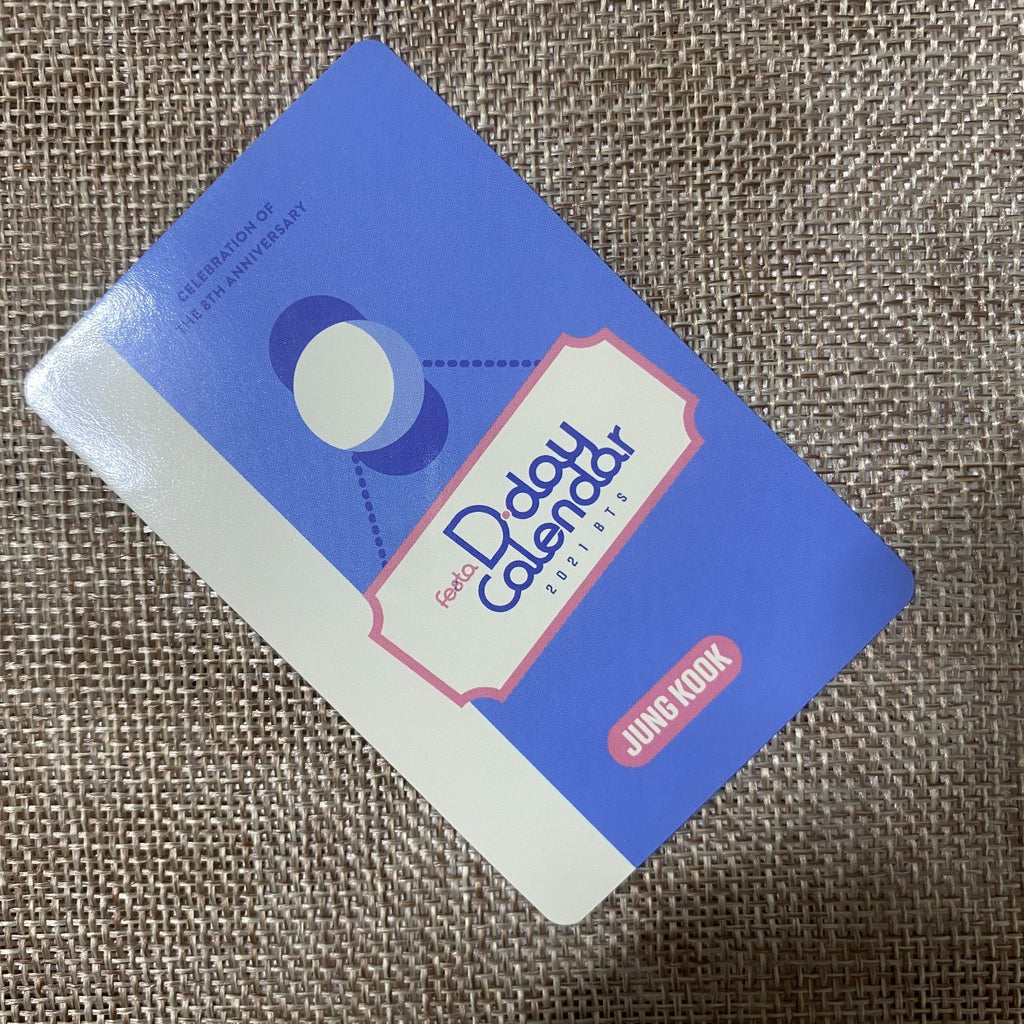 CELEBRATION OF
THE 8TH ANNIVERSARY
festa
D-day
Calendar
2021 BTS
JUNG KOOK